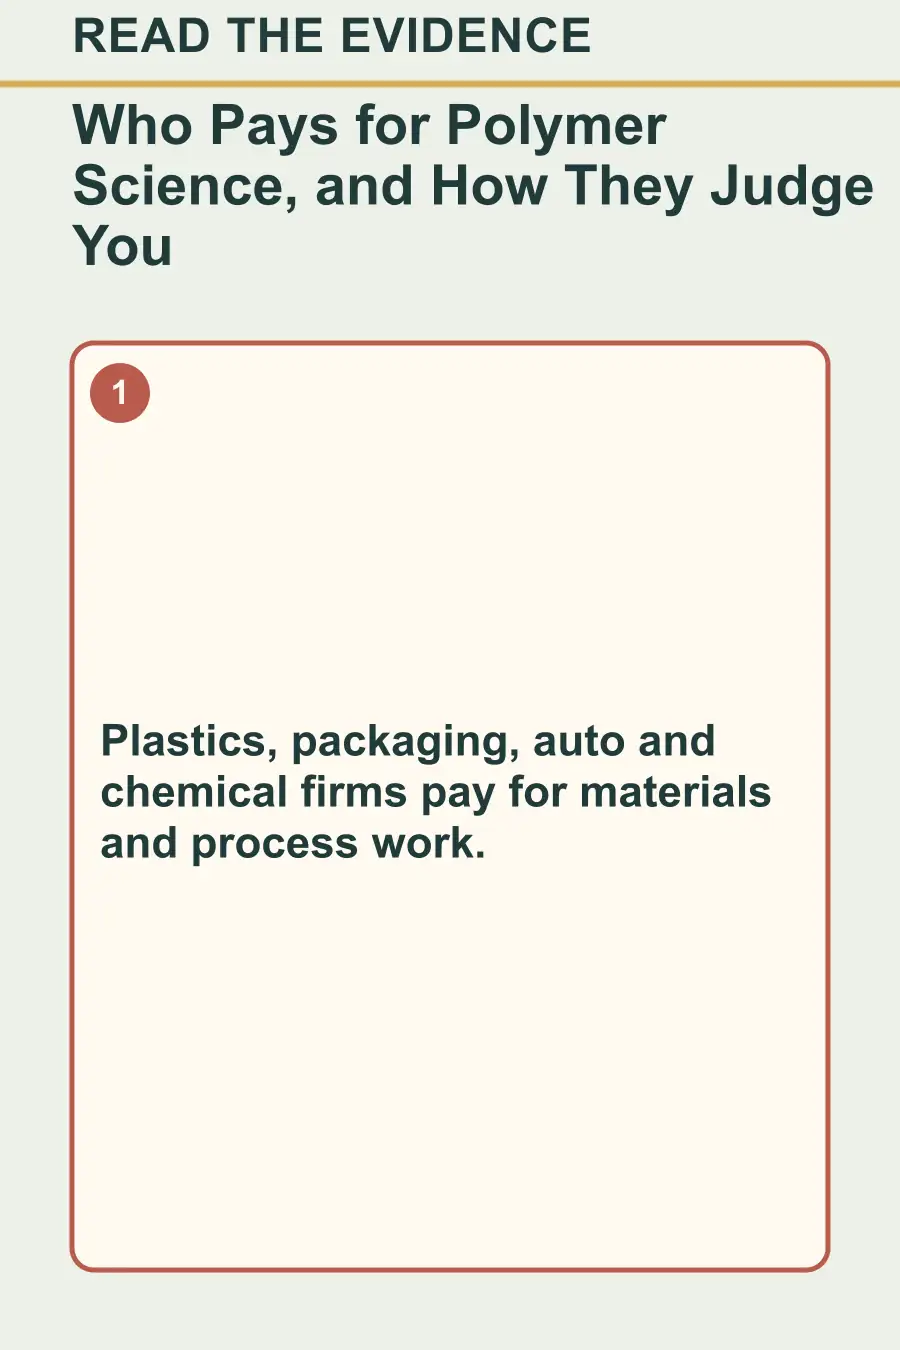 READ THE EVIDENCE
Who Pays for Polymer
Science, and How They Judge
You
1
Plastics, packaging, auto and
chemical firms pay for materials
and process work.